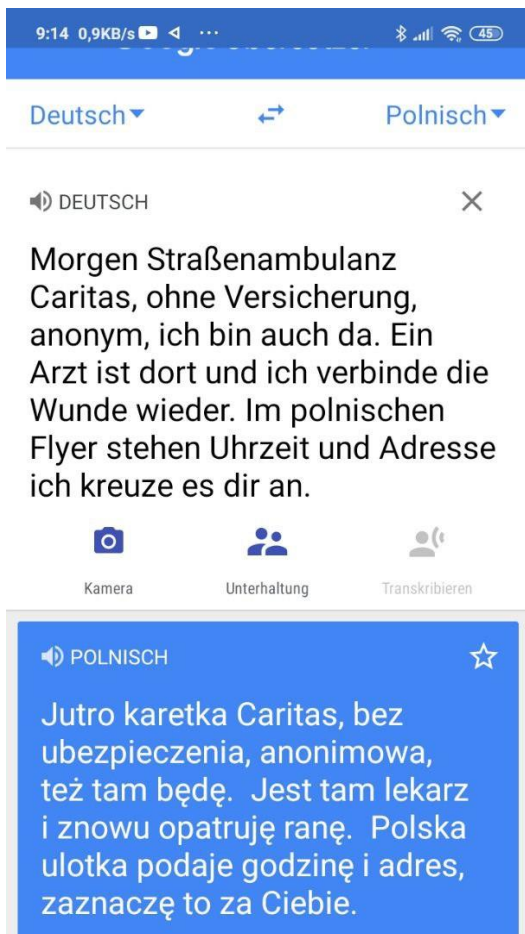 9:14 0,9KB/s ...
45
Deutsch Polnisch
DEUTSCH
Morgen Straßenambulanz
Caritas, ohne Versicherung,
anonym, ich bin auch da. Ein
Arzt ist dort und ich verbinde die
Wunde wieder. Im polnischen
Flyer stehen Uhrzeit und Adresse
ich kreuze es dir an.
Kamera Unterhaltung Transkribieren
POLNISCH
Jutro karetka Caritas, bez
ubezpieczenia, anonimowa,
też tam będę. Jest tam lekarz
i znowu opatruję ranę. Polska
ulotka podaje godzinę i adres,
zaznaczę to za Ciebie.